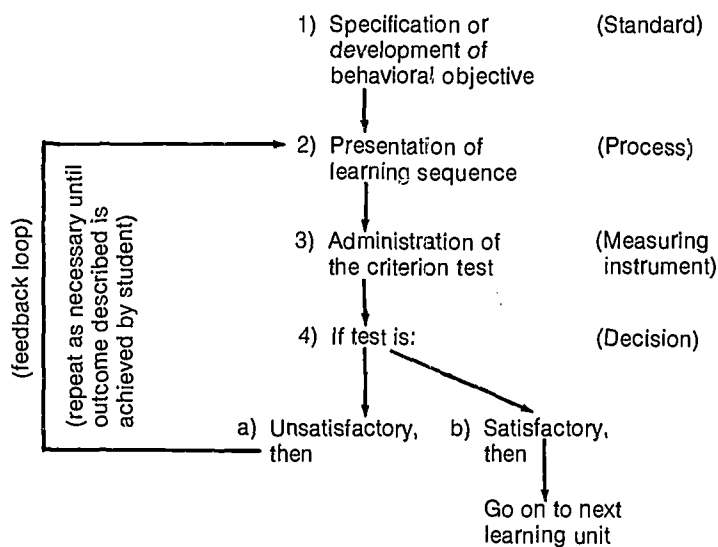 1) Specification or
development of
behavioral objective
(Standard)
2) Presentation of
learning sequence
(Process)
3) Administration of
the criterion test
(Measuring
instrument)
4) If test is:
(Decision)
a) Unsatisfactory,
then
b) Satisfactory,
then
Go on to next
learning unit
(feedback loop)
(repeat as necessary until
outcome described is
achieved by student)